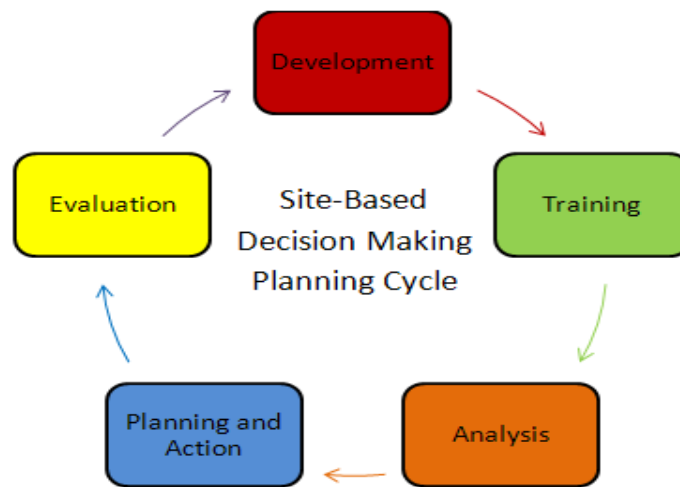 Development
Evaluation
Site-Based
Decision Making
Planning Cycle
Training
Planning and
Action
Analysis